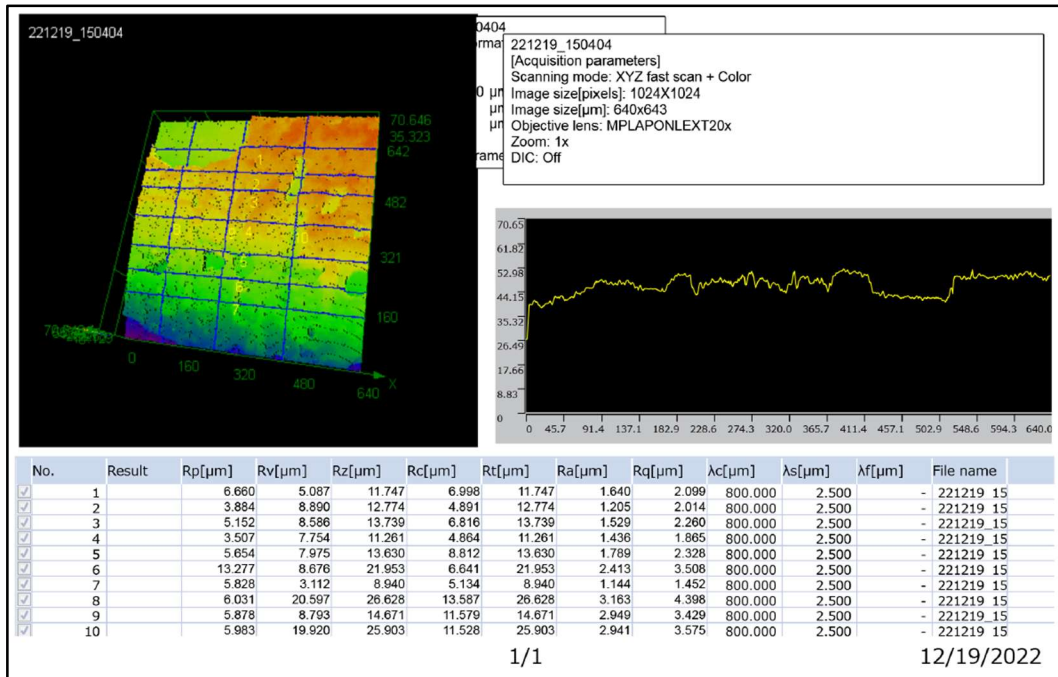 221219_150404
70.646
35.323
642
482
321
160
0
160
320
480
640
X
1
4
5
6
7
10
0404
221219_150404
[Acquisition parameters]
Scanning mode: XYZ fast scan + Color
Image size[pixels]: 1024X1024
Image size[µm]: 640x643
Objective lens: MPLAPONLEXT20x
Zoom: 1x
DIC: Off
70.65
61.82
52.98
44.15
35.32
26.49
17.66
8.83
0
0 45.7 91.4 137.1 182.9 228.6 274.3 320.0 365.7 411.4 457.1 502.9 548.6 594.3 640.0
No. Result Rp[µm] Rv[µm] Rz[µm] Rc[µm] Rt[µm] Ra[µm] Rq[µm] λc[µm] λs[µm] λf[µm] File name
1 6.660 5.087 11.747 6.998 11.747 1.640 2.099 800.000 2.500 - 221219_15
2 3.884 8.890 12.774 4.891 12.774 1.205 2.014 800.000 2.500 - 221219_15
3 5.152 8.586 13.739 6.816 13.739 1.529 2.260 800.000 2.500 - 221219_15
4 3.507 7.754 11.261 4.864 11.261 1.436 1.865 800.000 2.500 - 221219_15
5 5.654 7.975 13.630 8.812 13.630 1.789 2.328 800.000 2.500 - 221219_15
6 13.277 8.676 21.953 6.641 21.953 2.413 3.508 800.000 2.500 - 221219_15
7 5.828 3.112 8.940 5.134 8.940 1.144 1.452 800.000 2.500 - 221219_15
8 6.031 20.597 26.628 13.587 26.628 3.163 4.398 800.000 2.500 - 221219_15
9 5.878 8.793 14.671 11.579 14.671 2.949 3.429 800.000 2.500 - 221219_15
10 5.983 19.920 25.903 11.528 25.903 2.941 3.575 800.000 2.500 - 221219_15
1/1
12/19/2022